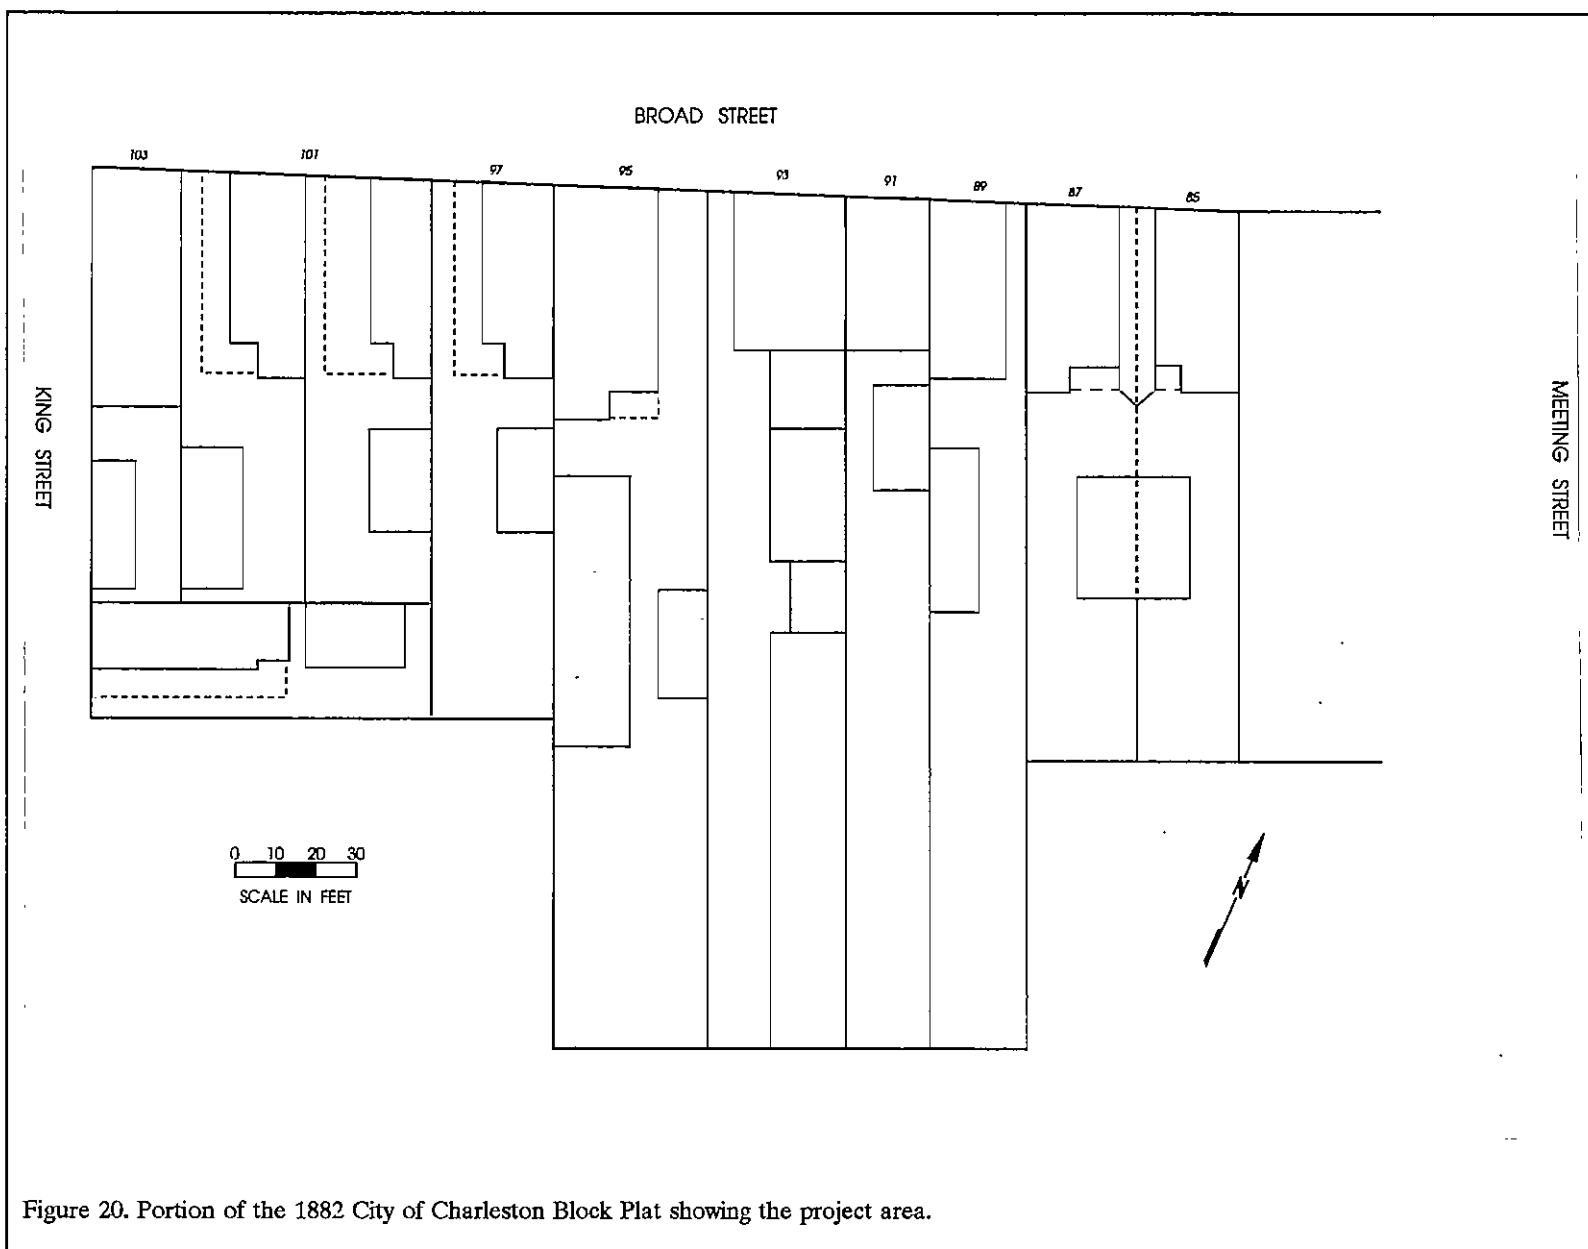 BROAD STREET
103
101
97
95
93
91
89
87
85
KING STREET
MEETING STREET
0 10 20 30
SCALE IN FEET
N
Figure 20. Portion of the 1882 City of Charleston Block Plat showing the project area.